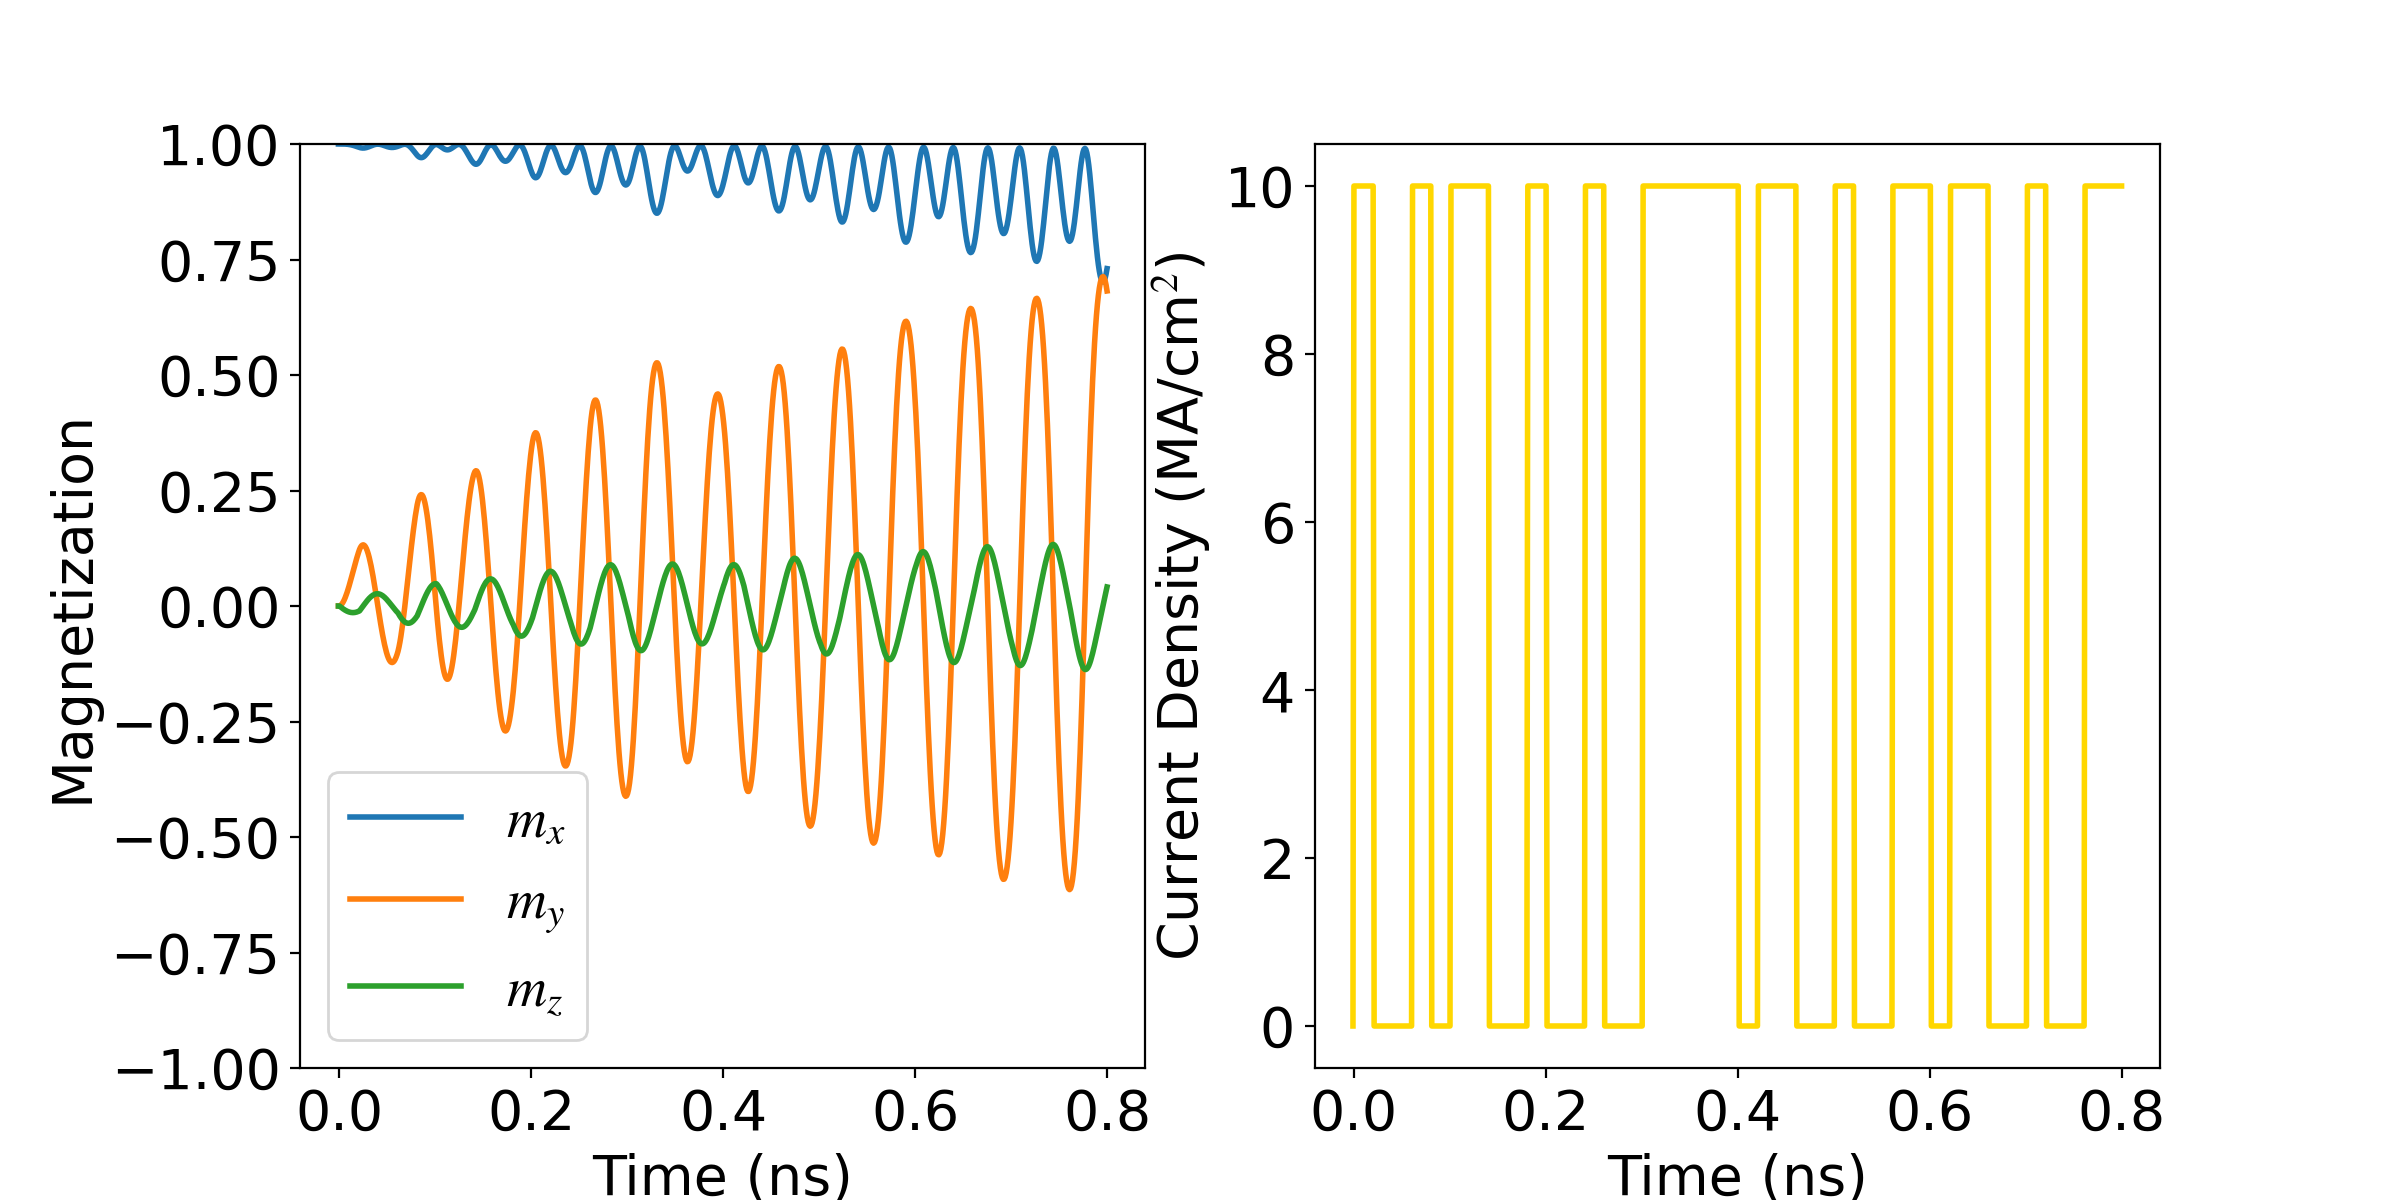 Magnetization
1.00
0.75
0.50
0.25
0.00
−0.25
−0.50
−0.75
−1.00
0.0 0.2 0.4 0.6 0.8
Time (ns)
m_x
m_y
m_z
Current Density (MA/cm²)
10
8
6
4
2
0
0.0 0.2 0.4 0.6 0.8
Time (ns)